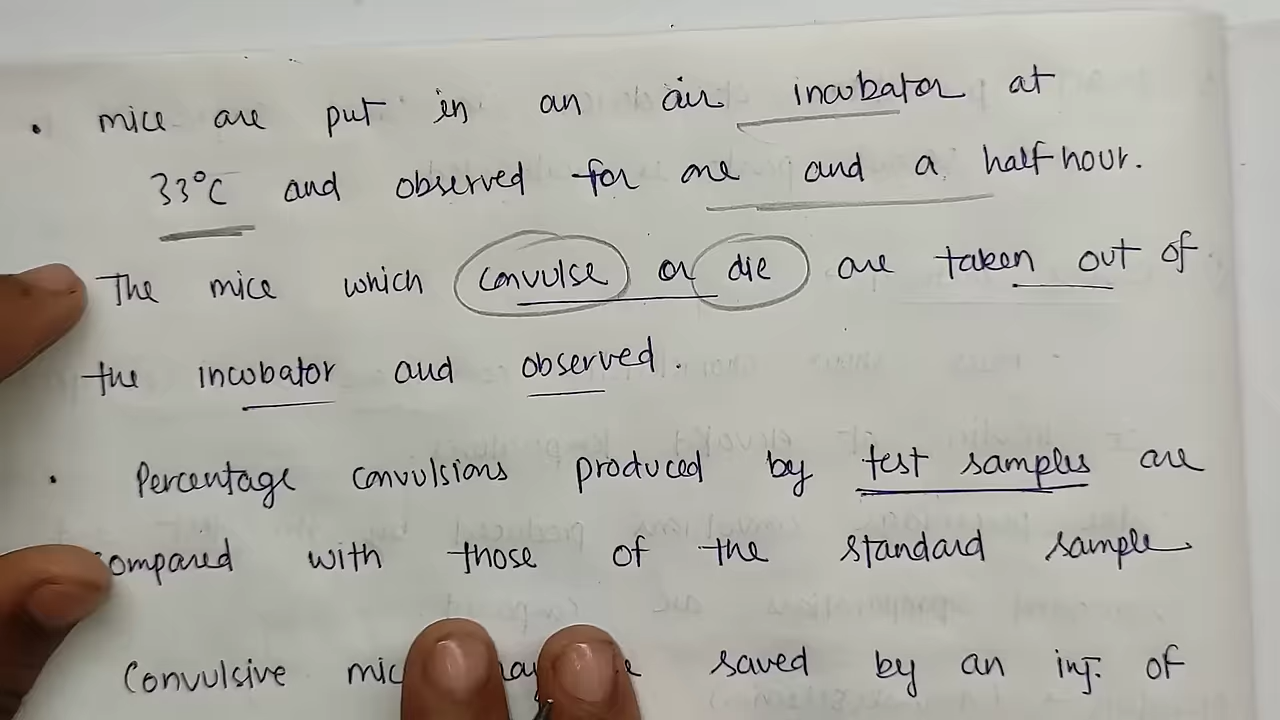 • mice are put in an air incubator at
33°C and observed for one and a half hour.
The mice which convulse or die are taken out of
the incubator and observed.
• Percentage convulsions produced by test samples are
compared with those of the standard sample
Convulsive saved by an inj. of